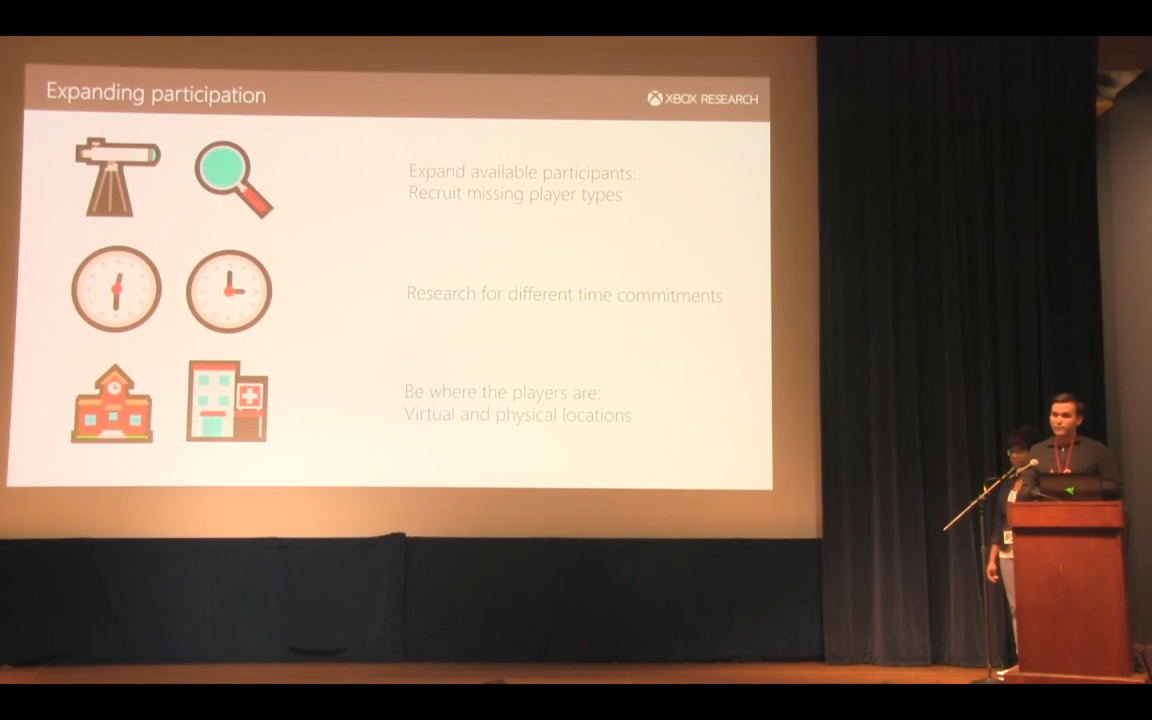 Expanding participation
XBOX RESEARCH
Expand available participants:
Recruit missing player types
Research for different time commitments
Be where the players are:
Virtual and physical locations